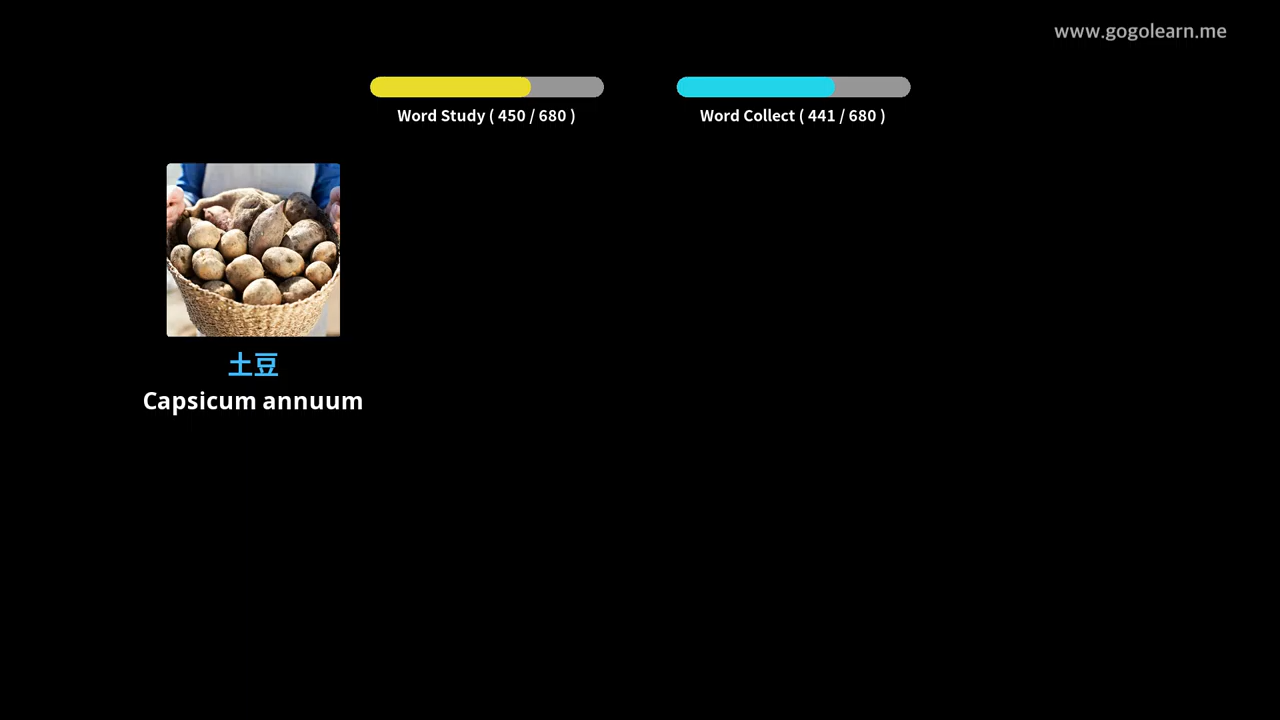 www.gogolearn.me
Word Study ( 450 / 680 )
Word Collect ( 441 / 680 )
土豆
Capsicum annuum